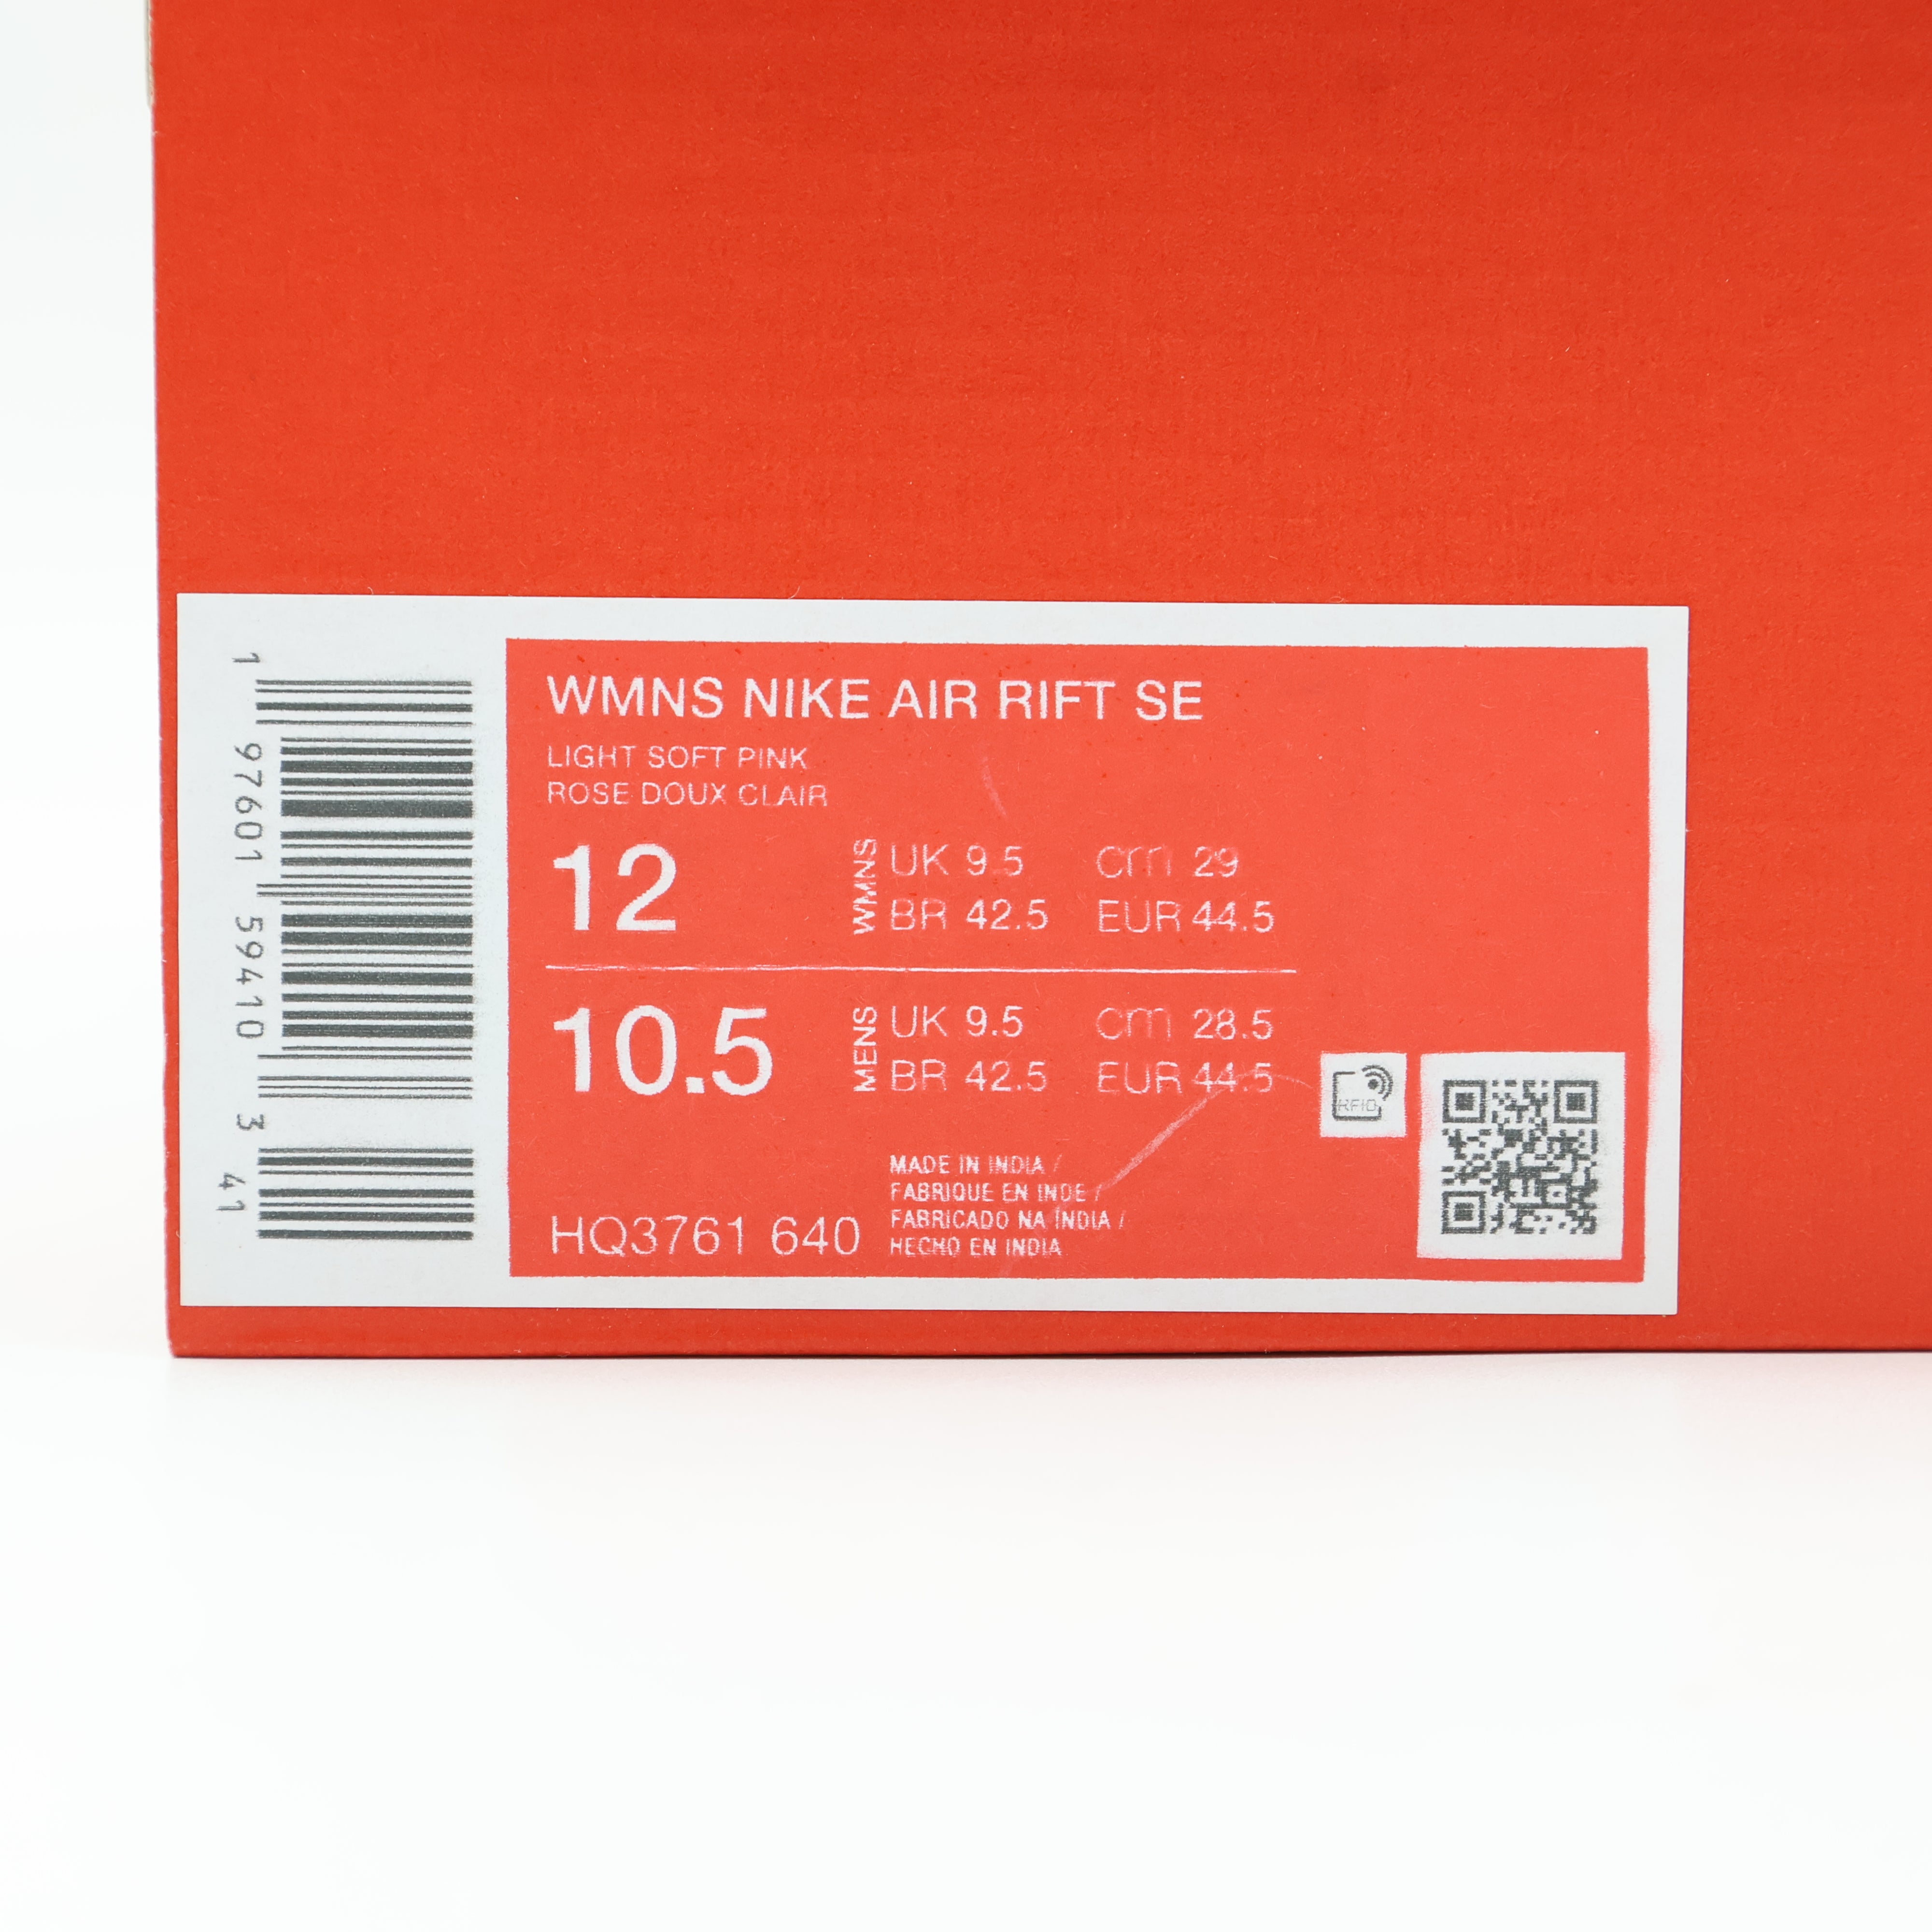 WMNS NIKE AIR RIFT SE
LIGHT SOFT PINK
ROSE DOUX CLAIR
12 WMNS UK 9.5 cm 29
BR 42.5 EUR 44.5
10.5 MENS UK 9.5 cm 28.5
BR 42.5 EUR 44.5
RFID
MADE IN INDIA /
FABRIQUE EN INDE /
FABRICADO NA ÍNDIA /
HECHO EN INDIA
HQ3761 640
1 97601 59410 3 41